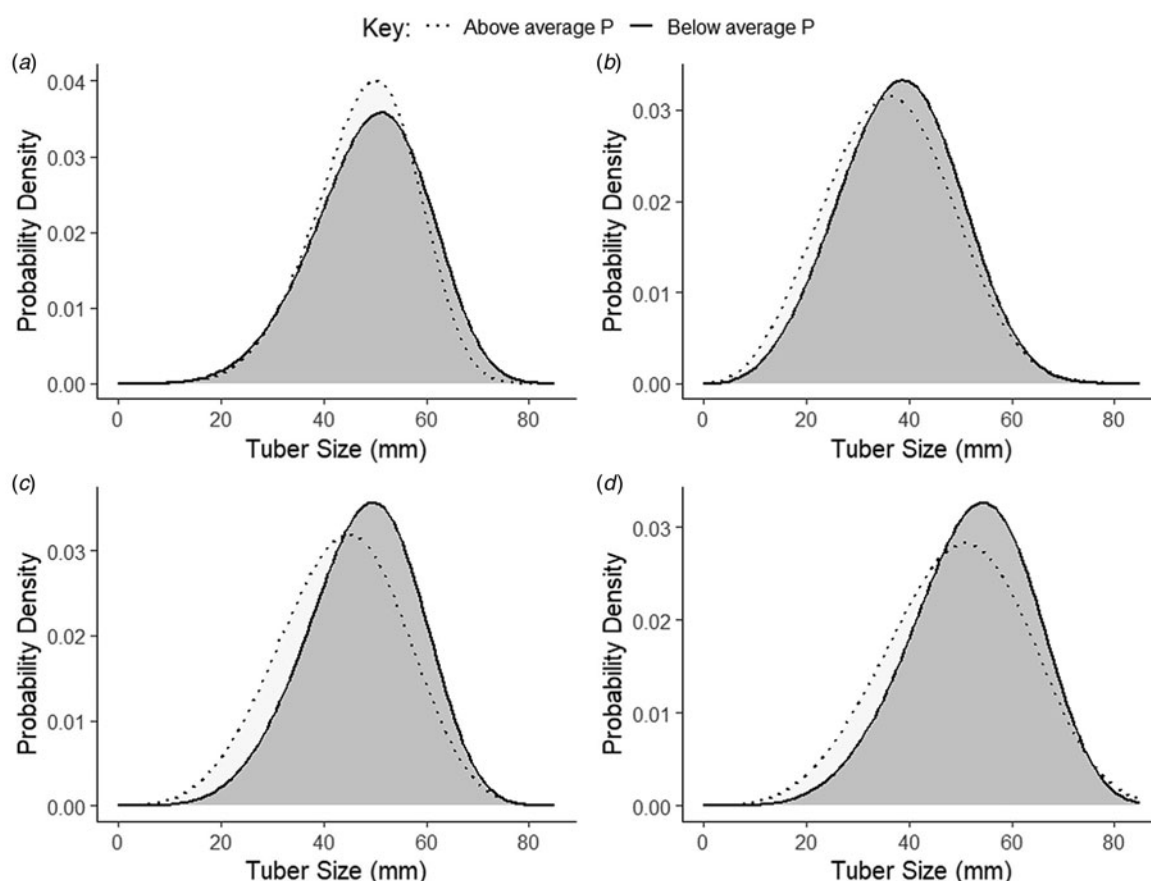 Key: Above average P Below average P
(a) (b)
0.04
0.03
0.02
0.01
0.00
Probability Density
0 20 40 60 80
Tuber Size (mm)
0.03
0.02
0.01
0.00
Probability Density
0 20 40 60 80
Tuber Size (mm)
(c) (d)
0.03
0.02
0.01
0.00
Probability Density
0 20 40 60 80
Tuber Size (mm)
0.03
0.02
0.01
0.00
Probability Density
0 20 40 60 80
Tuber Size (mm)